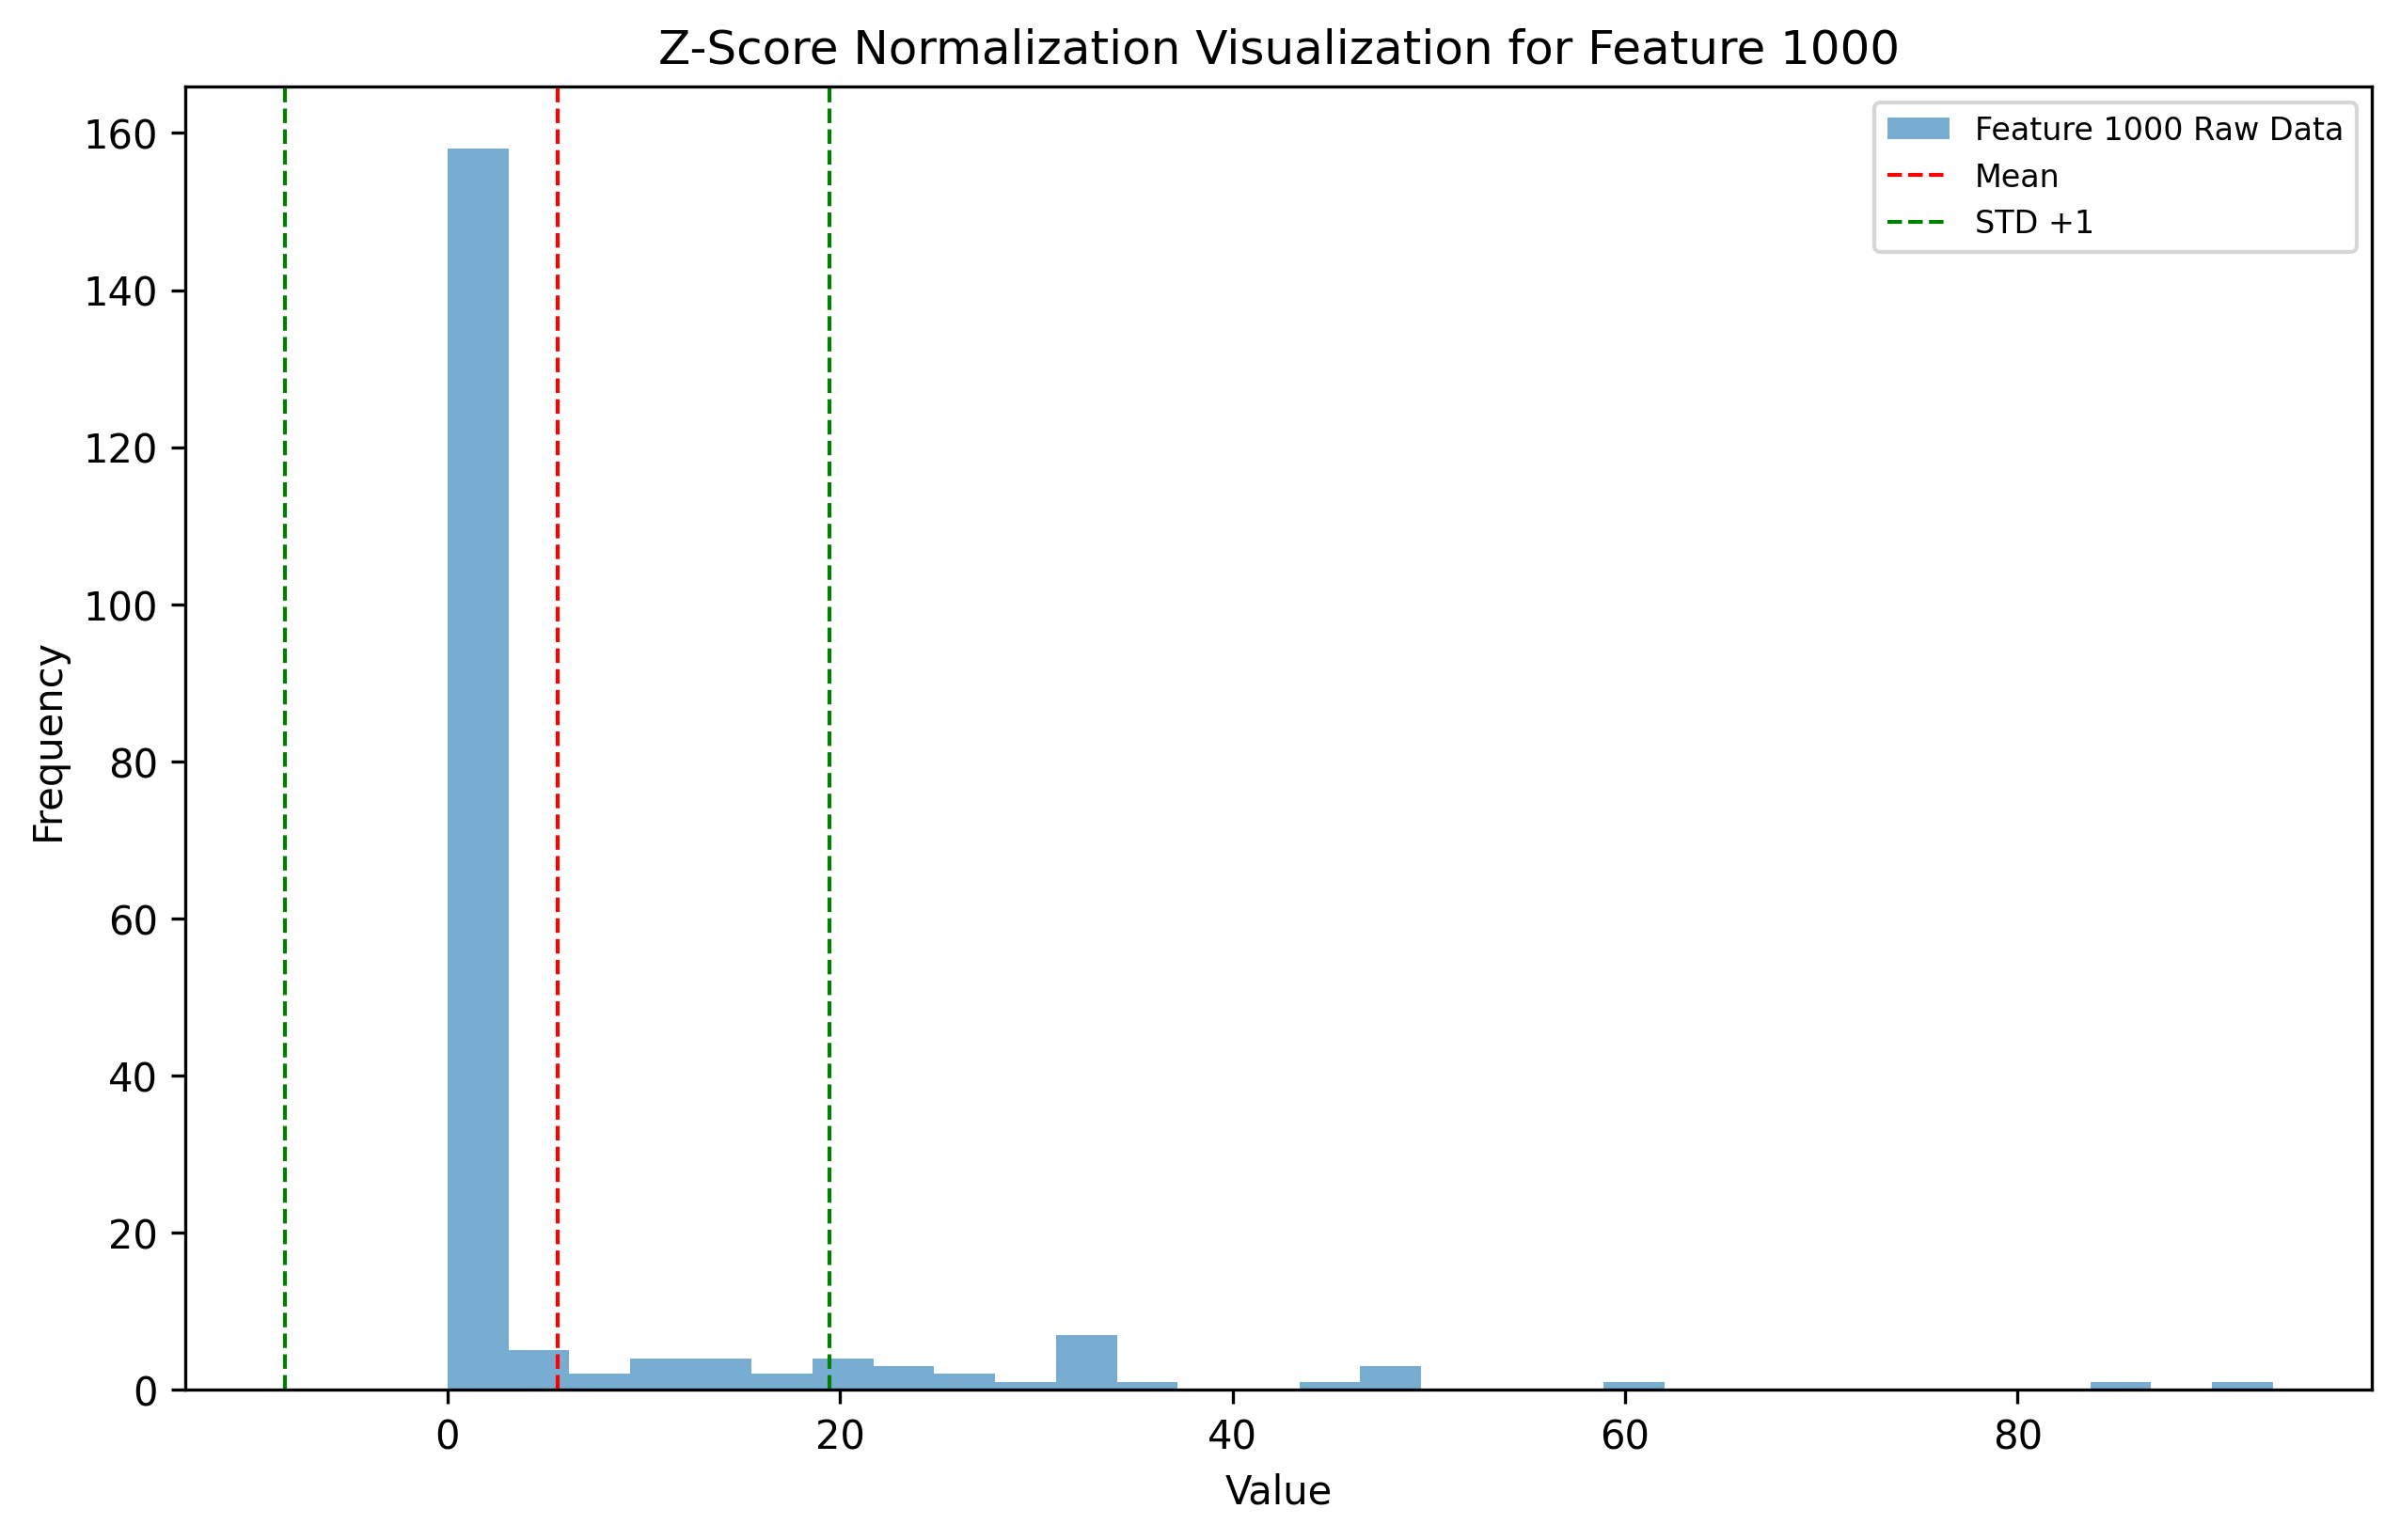 Z-Score Normalization Visualization for Feature 1000
Feature 1000 Raw Data
Mean
STD +1
160
140
120
100
80
60
40
20
0
Frequency
0 20 40 60 80
Value